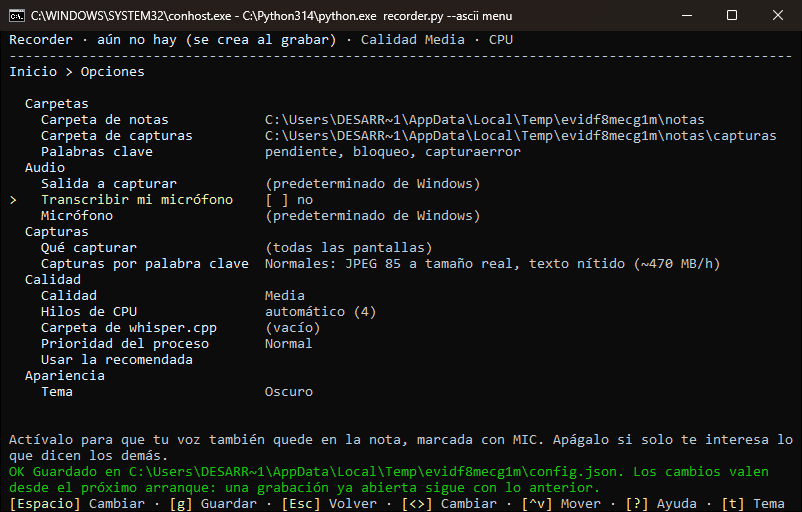 C:\WINDOWS\SYSTEM32\conhost.exe - C:\Python314\python.exe recorder.py --ascii menu
Recorder · aún no hay (se crea al grabar) · Calidad Media · CPU
--------------------------------------------------------------------------------------------------
Inicio > Opciones
Carpetas
Carpeta de notas C:\Users\DESARR~1\AppData\Local\Temp\evidf8mecg1m\notas
Carpeta de capturas C:\Users\DESARR~1\AppData\Local\Temp\evidf8mecg1m\notas\capturas
Palabras clave pendiente, bloqueo, capturaerror
Audio
Salida a capturar (predeterminado de Windows)
> Transcribir mi micrófono [ ] no
Micrófono (predeterminado de Windows)
Capturas
Qué capturar (todas las pantallas)
Capturas por palabra clave Normales: JPEG 85 a tamaño real, texto nítido (~470 MB/h)
Calidad
Calidad Media
Hilos de CPU automático (4)
Carpeta de whisper.cpp (vacío)
Prioridad del proceso Normal
Usar la recomendada
Apariencia
Tema Oscuro
Actívalo para que tu voz también quede en la nota, marcada con MIC. Apágalo si solo te interesa lo
que dicen los demás.
OK Guardado en C:\Users\DESARR~1\AppData\Local\Temp\evidf8mecg1m\config.json. Los cambios valen
desde el próximo arranque: una grabación ya abierta sigue con lo anterior.
[Espacio] Cambiar · [g] Guardar · [Esc] Volver · [<>] Cambiar · [^v] Mover · [?] Ayuda · [t] Tema